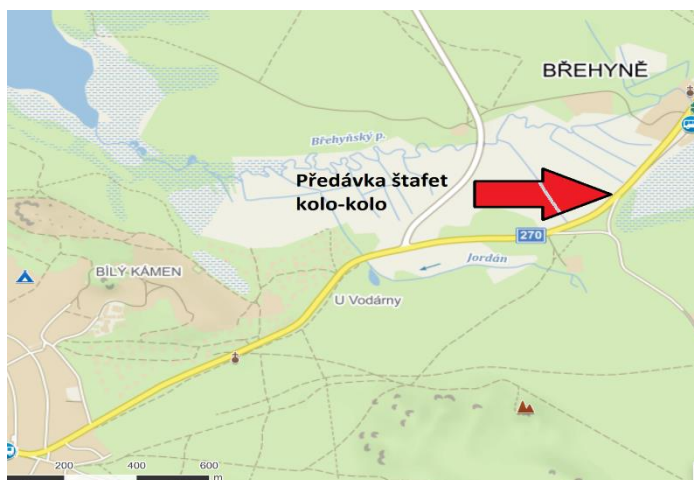 BŘEHYNĚ
Břehyňský p.
Předávka štafet
kolo-kolo
270
Jordán
BÍLÝ KÁMEN
U Vodárny
200 400 600
m